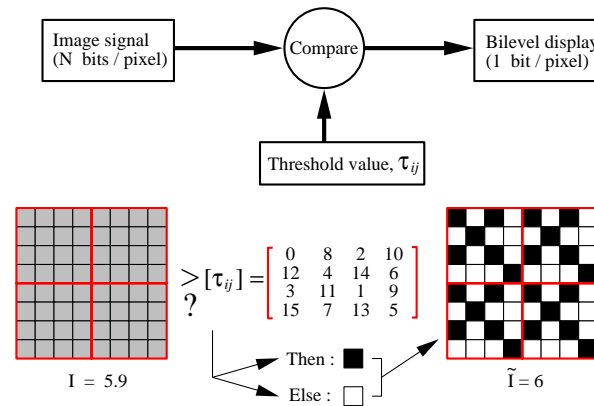 Image signal
(N bits / pixel)
Compare
Bilevel display
(1 bit / pixel)
Threshold value, τij
> [τij] =
?
0 8 2 10
12 4 14 6
3 11 1 9
15 7 13 5
Then :
Else :
I = 5.9
Ĩ = 6